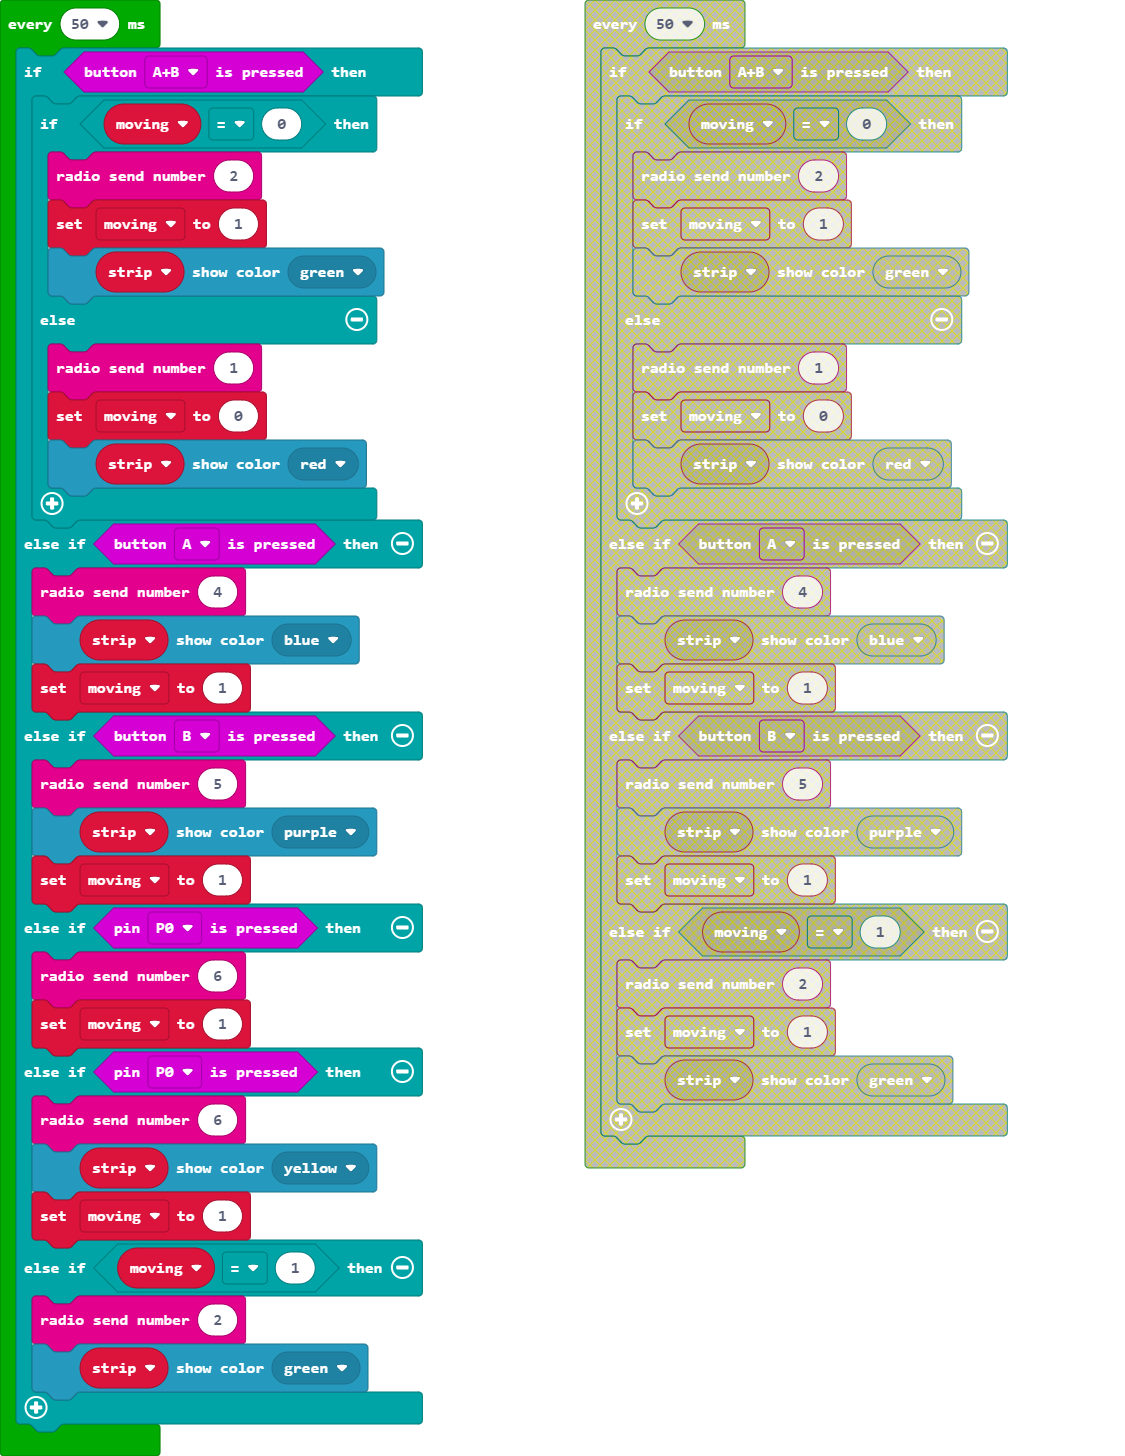 every 50 ms
if button A+B is pressed then
if moving = 0 then
radio send number 2
set moving to 1
strip show color green
else
radio send number 1
set moving to 0
strip show color red
else if button A is pressed then
radio send number 4
strip show color blue
set moving to 1
else if button B is pressed then
radio send number 5
strip show color purple
set moving to 1
else if pin P0 is pressed then
radio send number 6
set moving to 1
else if pin P0 is pressed then
radio send number 6
strip show color yellow
set moving to 1
else if moving = 1 then
radio send number 2
strip show color green
every 50 ms
if button A+B is pressed then
if moving = 0 then
radio send number 2
set moving to 1
strip show color green
else
radio send number 1
set moving to 0
strip show color red
else if button A is pressed then
radio send number 4
strip show color blue
set moving to 1
else if button B is pressed then
radio send number 5
strip show color purple
set moving to 1
else if moving = 1 then
radio send number 2
set moving to 1
strip show color green